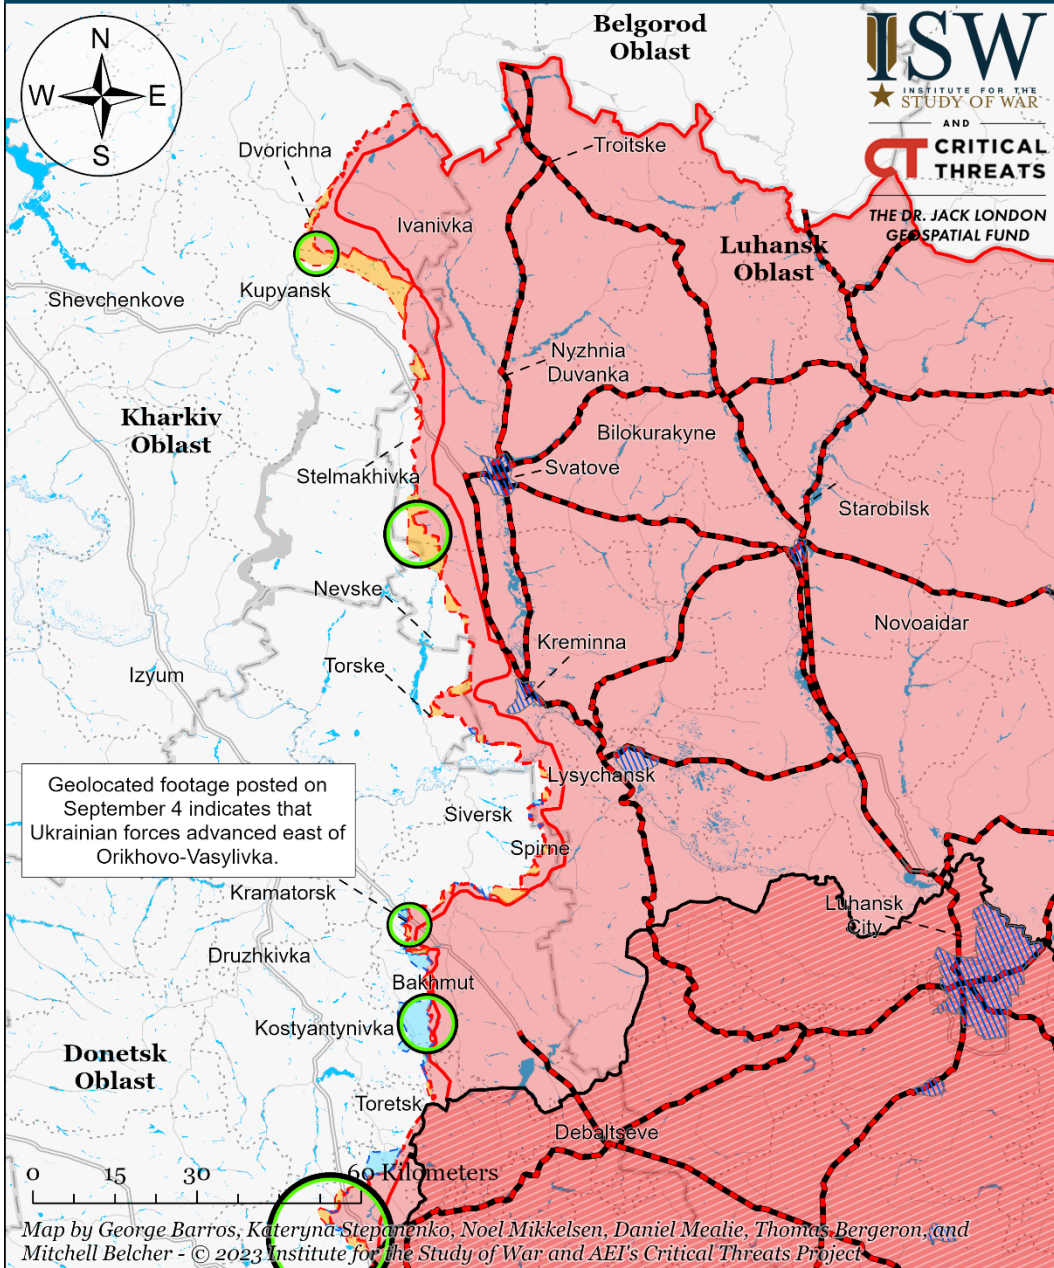 Belgorod
Oblast
ISW
INSTITUTE FOR THE
STUDY OF WAR
AND
CT CRITICAL
THREATS
THE DR. JACK LONDON
GEOSPATIAL FUND
N
W E
S
Dvorichna
Troitske
Ivanivka
Luhansk
Oblast
Kupyansk
Shevchenkove
Nyzhnia
Duvanka
Kharkiv
Oblast
Bilokurakyne
Stelmakhivka
Svatove
Starobilsk
Nevske
Novoaidar
Kreminna
Torske
Izyum
Lysychansk
Geolocated footage posted on
September 4 indicates that
Ukrainian forces advanced east of
Orikhovo-Vasylivka.
Siversk
Spirne
Kramatorsk
Luhansk
City
Druzhkivka
Bakhmut
Kostyantynivka
Donetsk
Oblast
Toretsk
Debaltseve
0 15 30 60 Kilometers
Map by George Barros, Kateryna Stepanenko, Noel Mikkelsen, Daniel Mealie, Thomas Bergeron, and
Mitchell Belcher - © 2023 Institute for the Study of War and AEI's Critical Threats Project